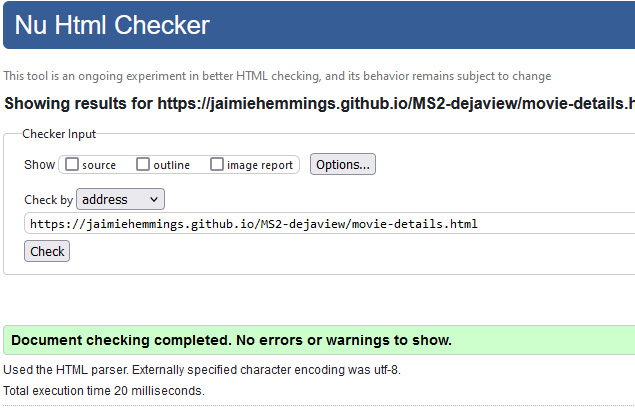 Nu Html Checker
This tool is an ongoing experiment in better HTML checking, and its behavior remains subject to change
Showing results for https://jaimiehemmings.github.io/MS2-dejaview/movie-details.h
Checker Input
Show source outline image report Options...
Check by address
https://jaimiehemmings.github.io/MS2-dejaview/movie-details.html
Check
Document checking completed. No errors or warnings to show.
Used the HTML parser. Externally specified character encoding was utf-8.
Total execution time 20 milliseconds.